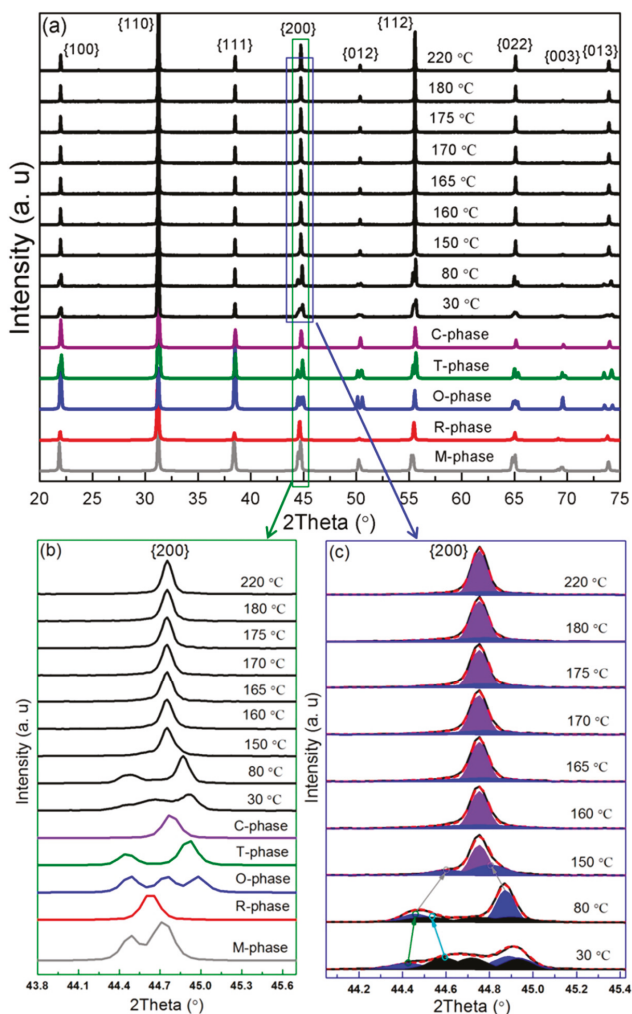 (a)
{100}
{110}
{111}
{200}
{012}
{112}
{022}
{003}
{013}
220 °C
180 °C
175 °C
170 °C
165 °C
160 °C
150 °C
80 °C
30 °C
C-phase
T-phase
O-phase
R-phase
M-phase
Intensity (a. u)
20 25 30 35 40 45 50 55 60 65 70 75
2Theta (°)
(b)
{200}
220 °C
180 °C
175 °C
170 °C
165 °C
160 °C
150 °C
80 °C
30 °C
C-phase
T-phase
O-phase
R-phase
M-phase
Intensity (a. u)
43.8 44.1 44.4 44.7 45.0 45.3 45.6
2Theta (°)
(c)
{200}
220 °C
180 °C
175 °C
170 °C
165 °C
160 °C
150 °C
80 °C
30 °C
Intensity (a. u)
44.2 44.4 44.6 44.8 45.0 45.2 45.4
2Theta (°)